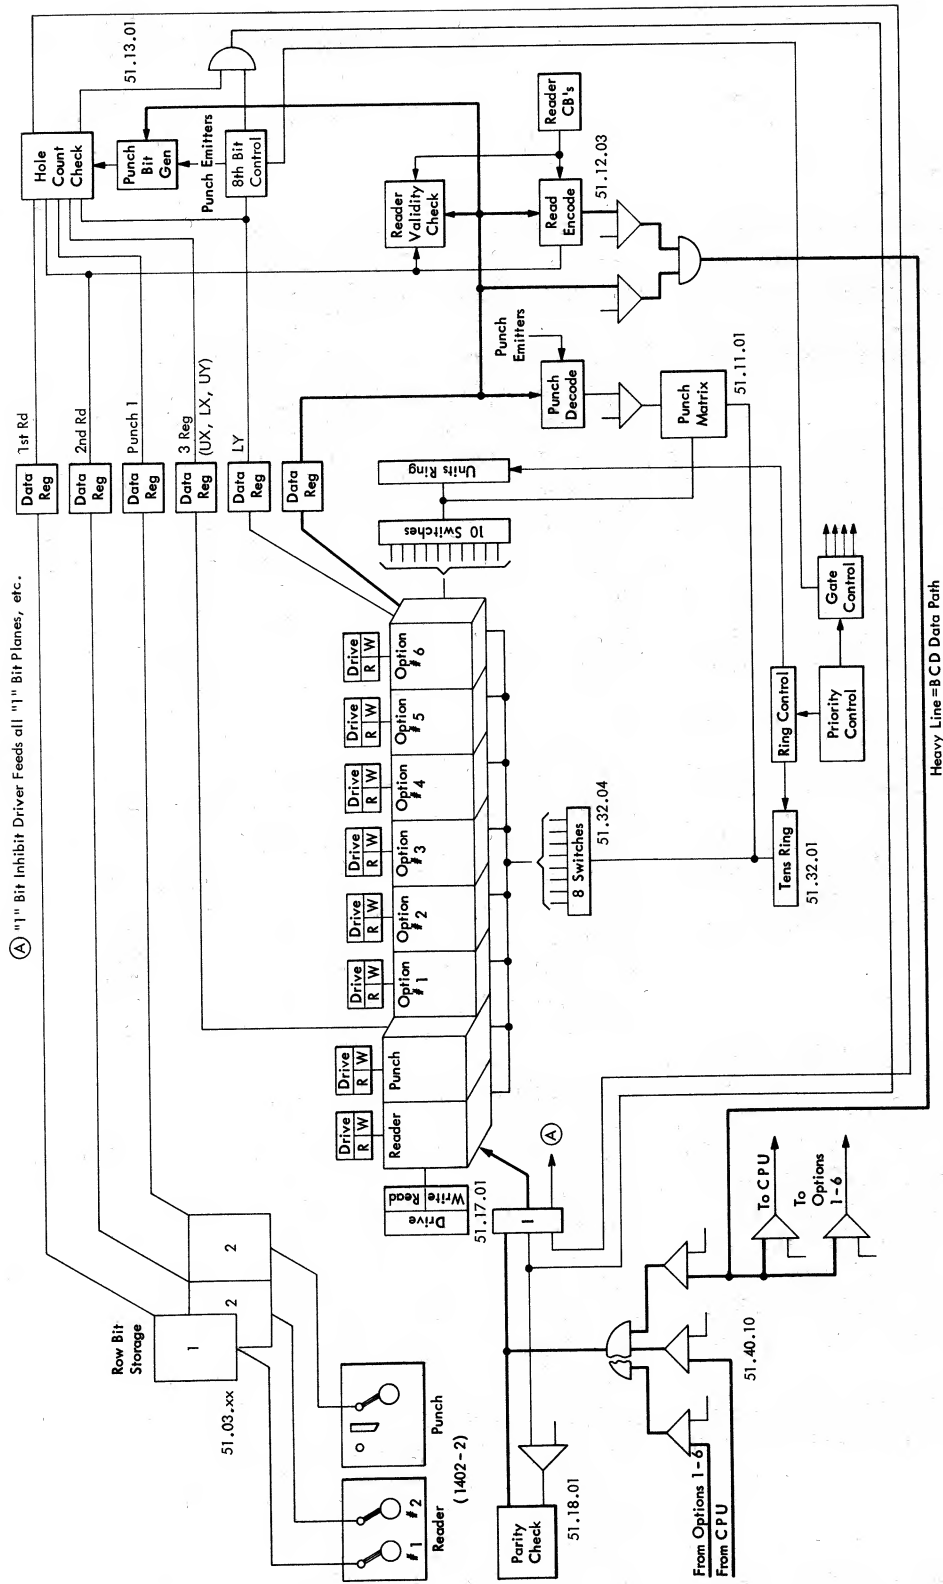 Ⓐ "1" Bit Inhibit Driver Feeds all "1" Bit Planes, etc.
Row Bit
Storage
1
2
2
51.03.xx
Punch
Reader
#1
#2
(1402-2)
Data
Reg
1st Rd
Data
Reg
2nd Rd
Data
Reg
Punch 1
Data
Reg
3 Reg
(UX, LX, UY)
Data
Reg
LY
Data
Reg
Hole
Count
Check
51.13.01
Punch
Bit
Gen
Punch Emitters
8th Bit
Control
Drive
R W
Reader
Drive
R W
Punch
Drive
R W
Option
#1
Drive
R W
Option
#2
Drive
R W
Option
#3
Drive
R W
Option
#4
Drive
R W
Option
#5
Drive
R W
Option
#6
Drive
Write Read
51.17.01
I
Ⓐ
10 Switches
Units Ring
Reader
Validity
Check
Reader
CB's
Read
Encode
51.12.03
Punch
Emitters
Punch
Decode
Punch
Matrix
51.11.01
8 Switches
51.32.04
Tens Ring
51.32.01
Ring Control
Priority
Control
Gate
Control
Parity
Check
51.18.01
51.40.10
From Options 1-6
From CPU
To CPU
To
Options
1-6
Heavy Line = BCD Data Path